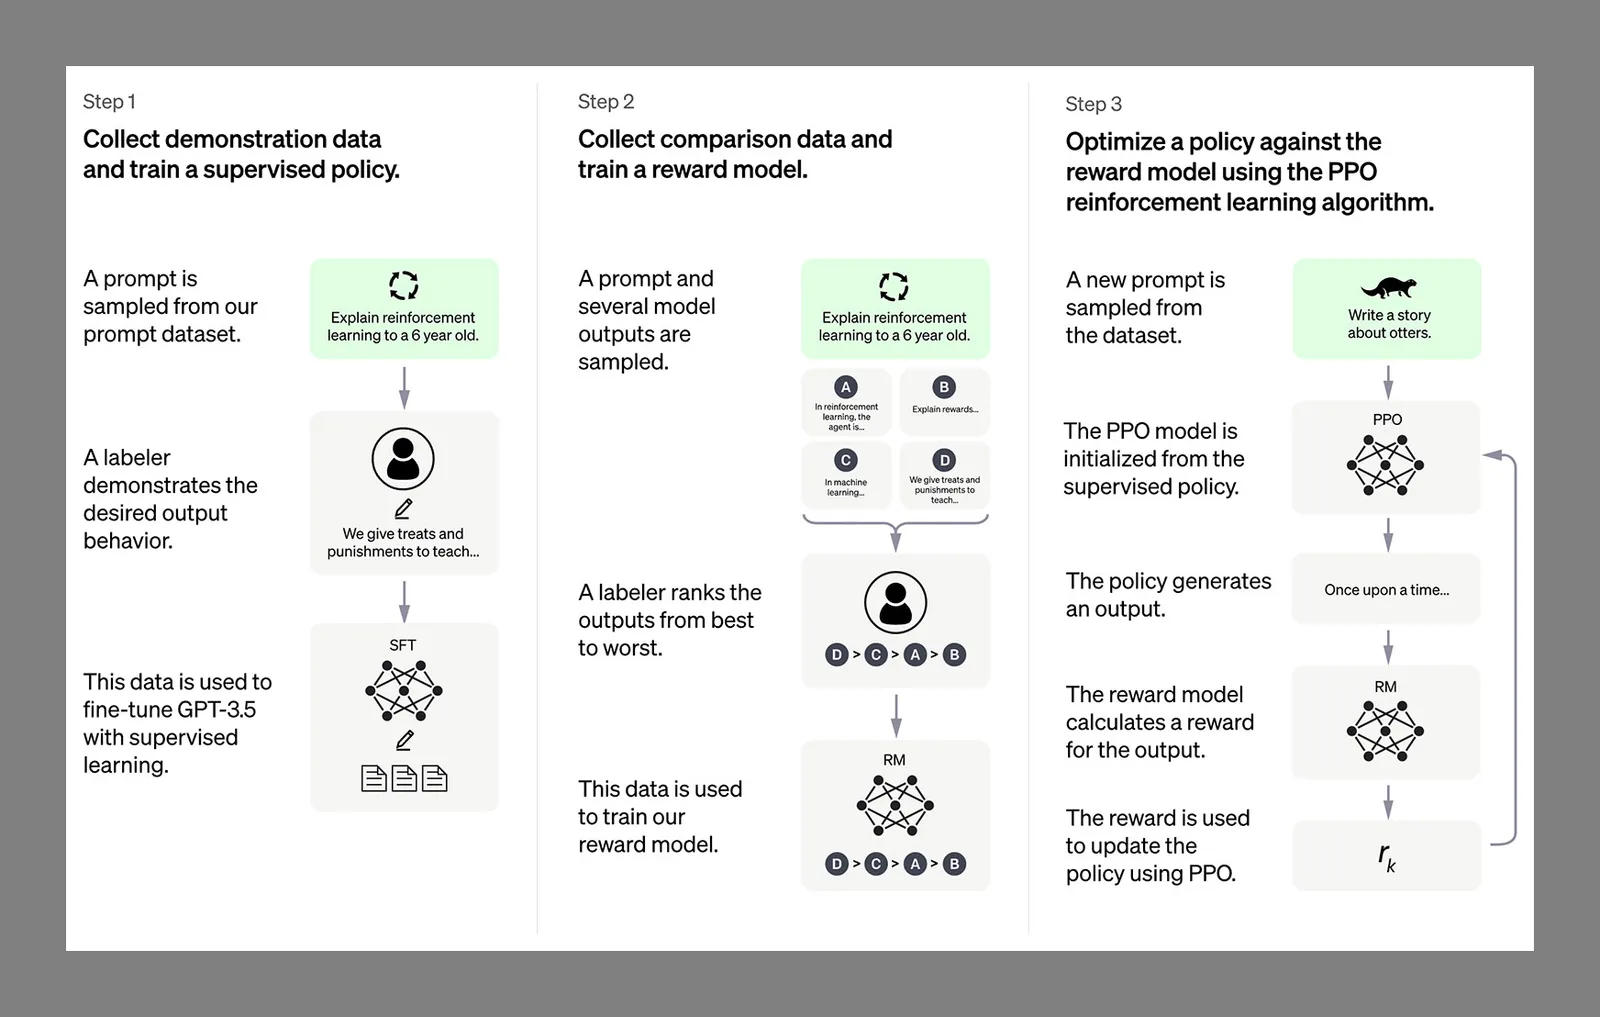 Step 1
Collect demonstration data
and train a supervised policy.
A prompt is
sampled from our
prompt dataset.
Explain reinforcement
learning to a 6 year old.
A labeler
demonstrates the
desired output
behavior.
We give treats and
punishments to teach...
This data is used to
fine-tune GPT-3.5
with supervised
learning.
SFT
Step 2
Collect comparison data and
train a reward model.
A prompt and
several model
outputs are
sampled.
Explain reinforcement
learning to a 6 year old.
A
In reinforcement
learning, the
agent is...
B
Explain rewards...
C
In machine
learning...
D
We give treats and
punishments to
teach...
A labeler ranks the
outputs from best
to worst.
D > C > A > B
This data is used
to train our
reward model.
RM
D > C > A > B
Step 3
Optimize a policy against the
reward model using the PPO
reinforcement learning algorithm.
A new prompt is
sampled from
the dataset.
Write a story
about otters.
The PPO model is
initialized from the
supervised policy.
PPO
The policy generates
an output.
Once upon a time...
The reward model
calculates a reward
for the output.
RM
The reward is used
to update the
policy using PPO.
rk